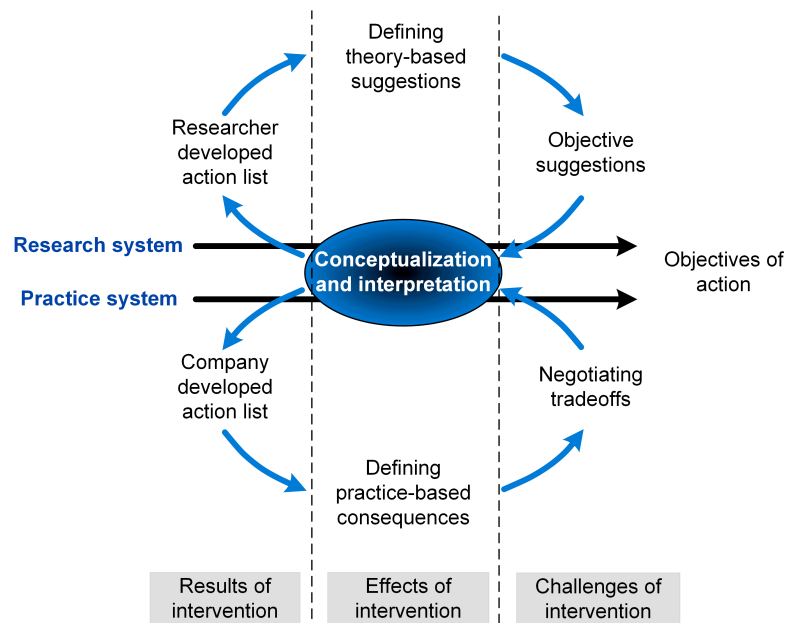 Defining
theory-based
suggestions
Researcher
developed
action list
Objective
suggestions
Research system
Conceptualization
and interpretation
Objectives of
action
Practice system
Company
developed
action list
Negotiating
tradeoffs
Defining
practice-based
consequences
Results of
intervention
Effects of
intervention
Challenges of
intervention